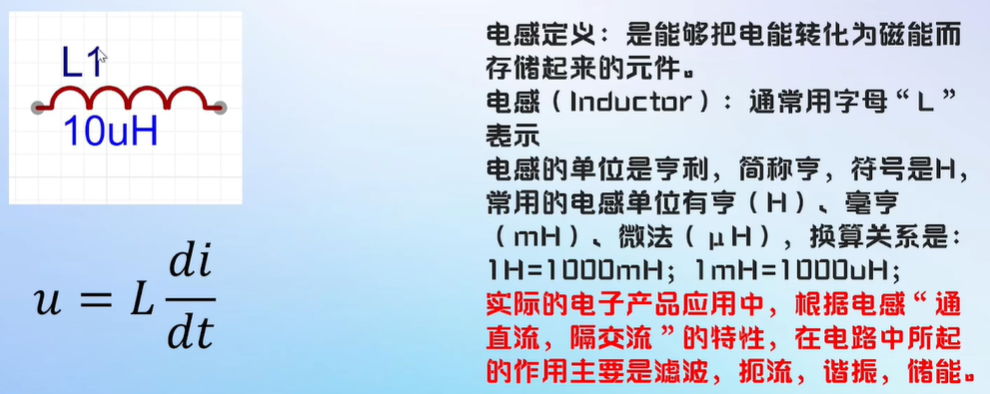 L1
10uH
u = L di/dt
电感定义：是能够把电能转化为磁能而
存储起来的元件。
电感（Inductor）：通常用字母“L”
表示
电感的单位是亨利，简称亨，符号是H，
常用的电感单位有亨（H）、毫亨
（mH）、微法（μH），换算关系是：
1H=1000mH；1mH=1000uH；
实际的电子产品应用中，根据电感“通
直流，隔交流”的特性，在电路中所起
的作用主要是滤波，扼流，谐振，储能。